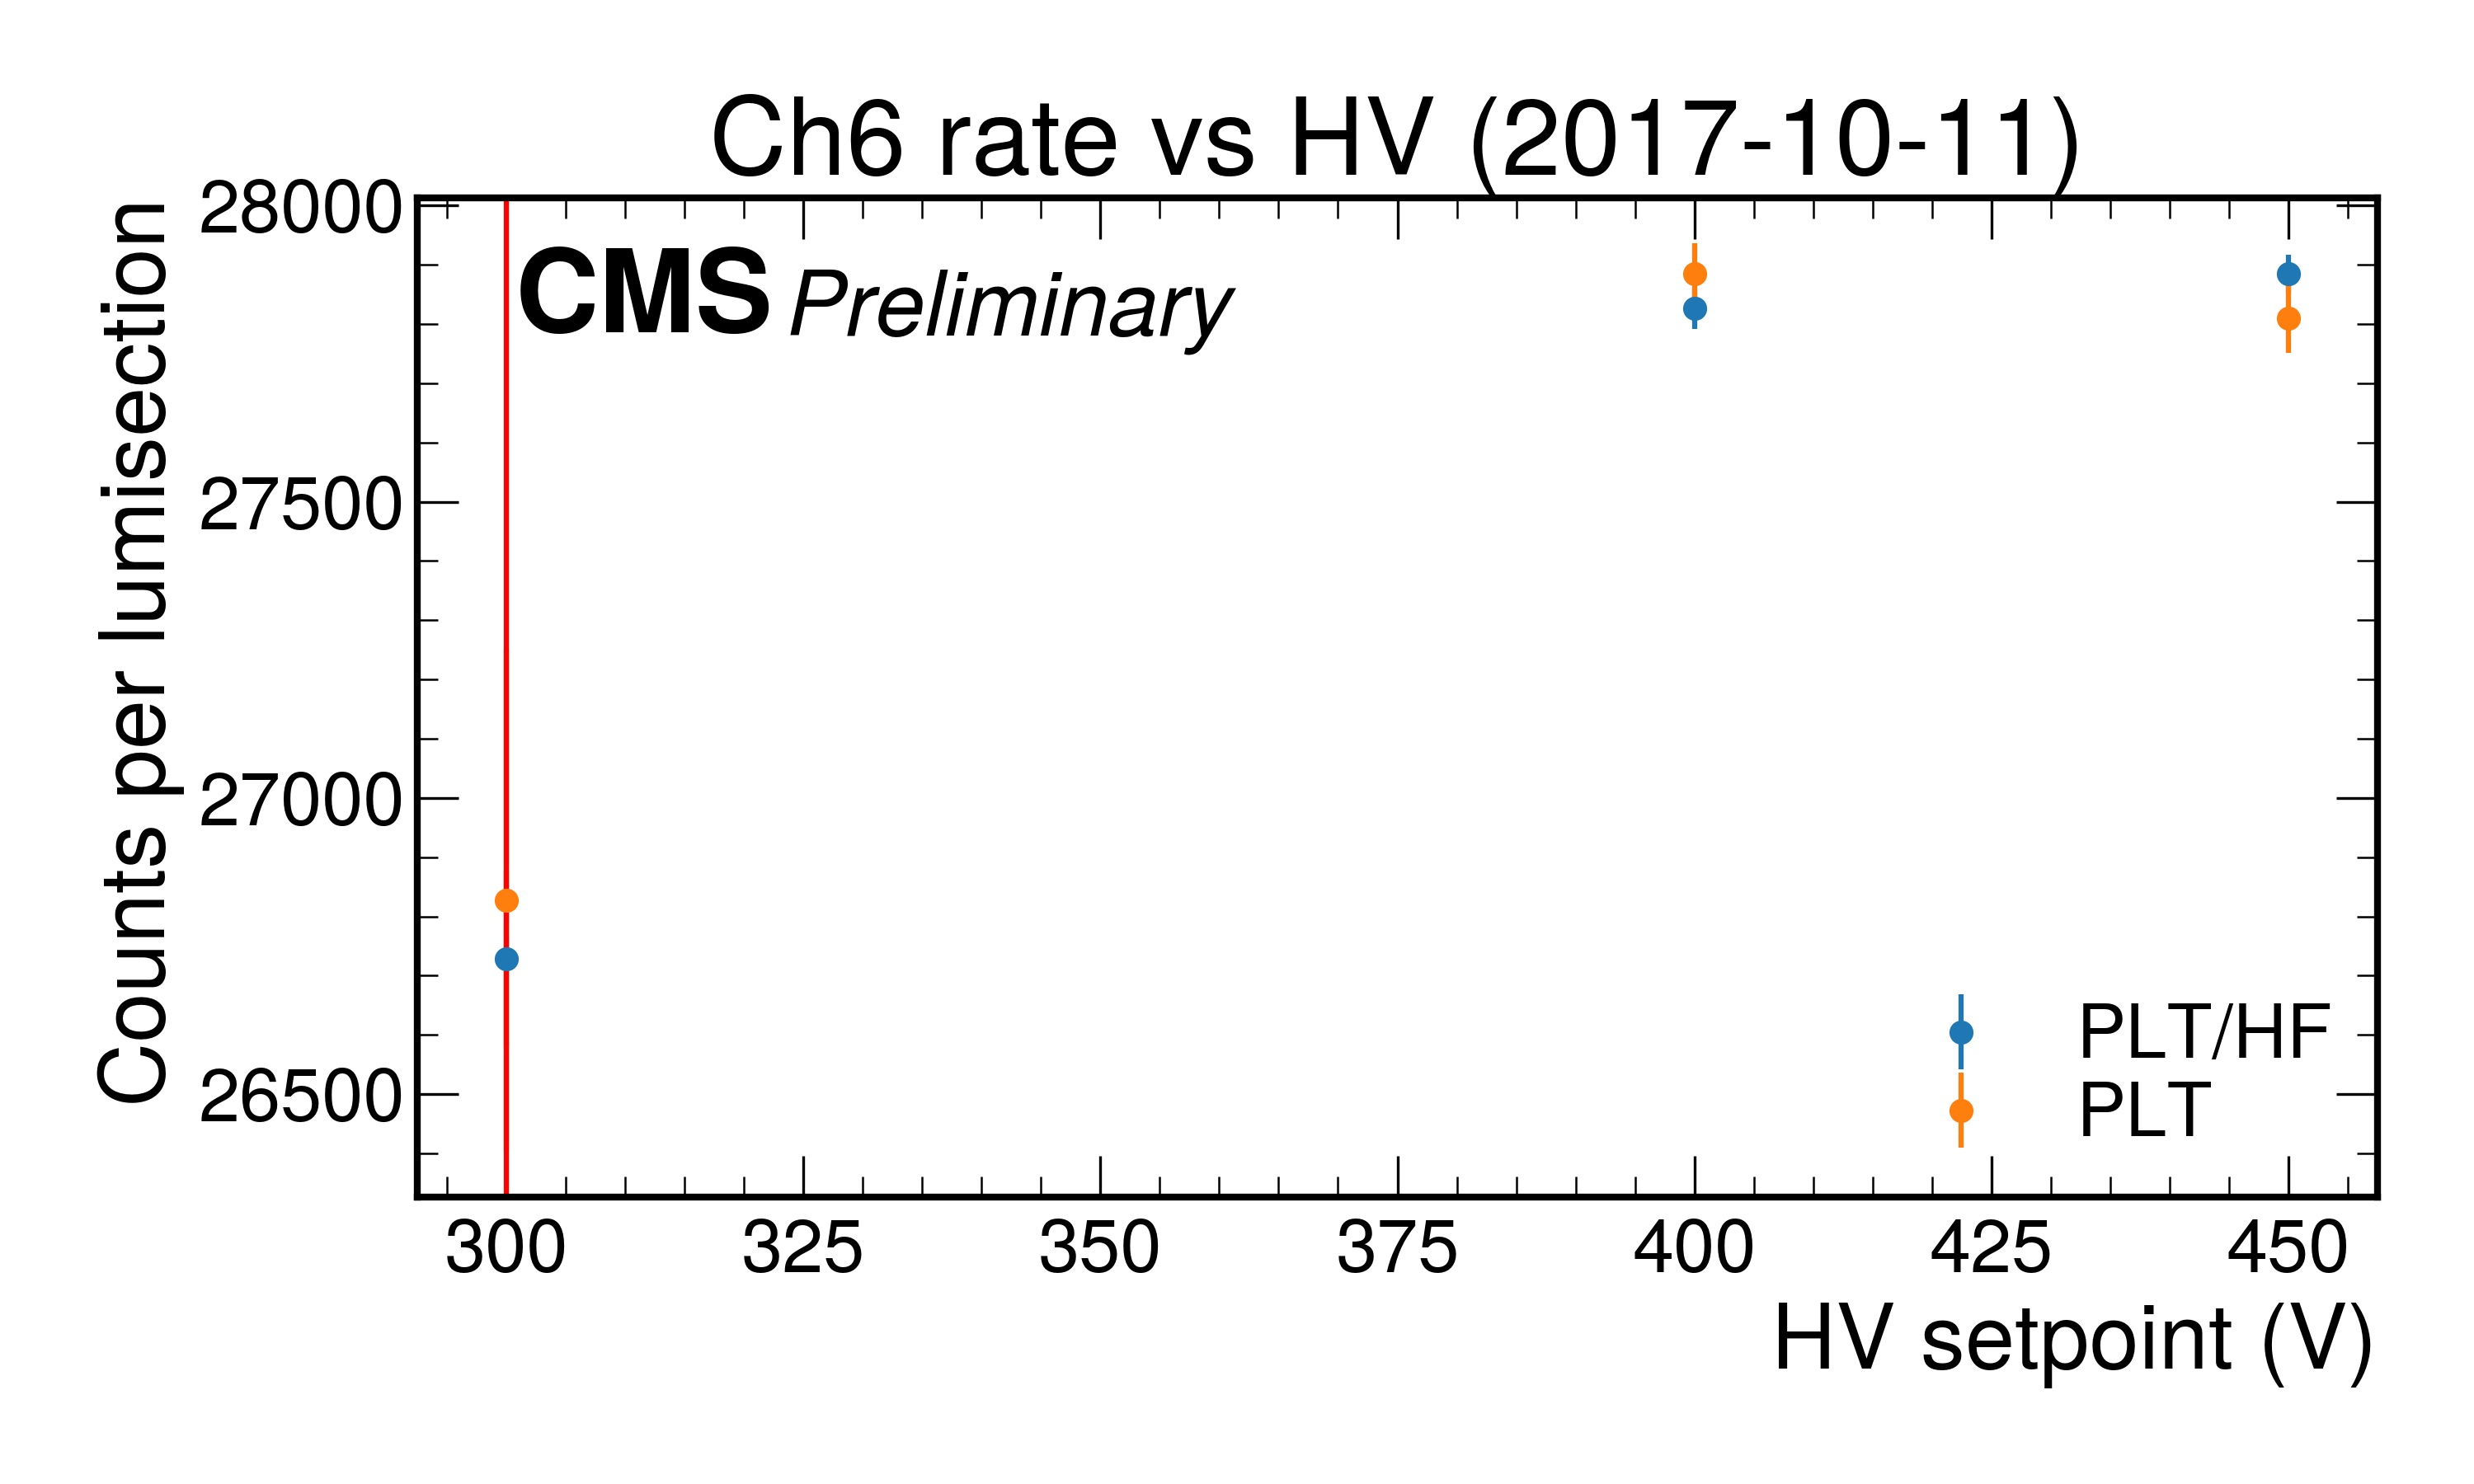 Ch6 rate vs HV (2017-10-11)
CMS Preliminary
Counts per lumisection
28000
27500
27000
26500
PLT/HF
PLT
300 325 350 375 400 425 450
HV setpoint (V)